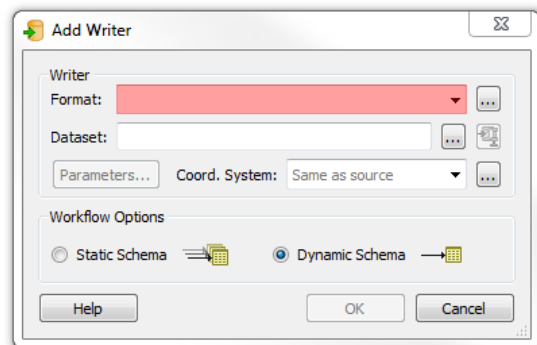 Add Writer
Writer
Format:
...
Dataset:
...
Parameters... Coord. System: Same as source ...
Workflow Options
Static Schema Dynamic Schema
Help OK Cancel